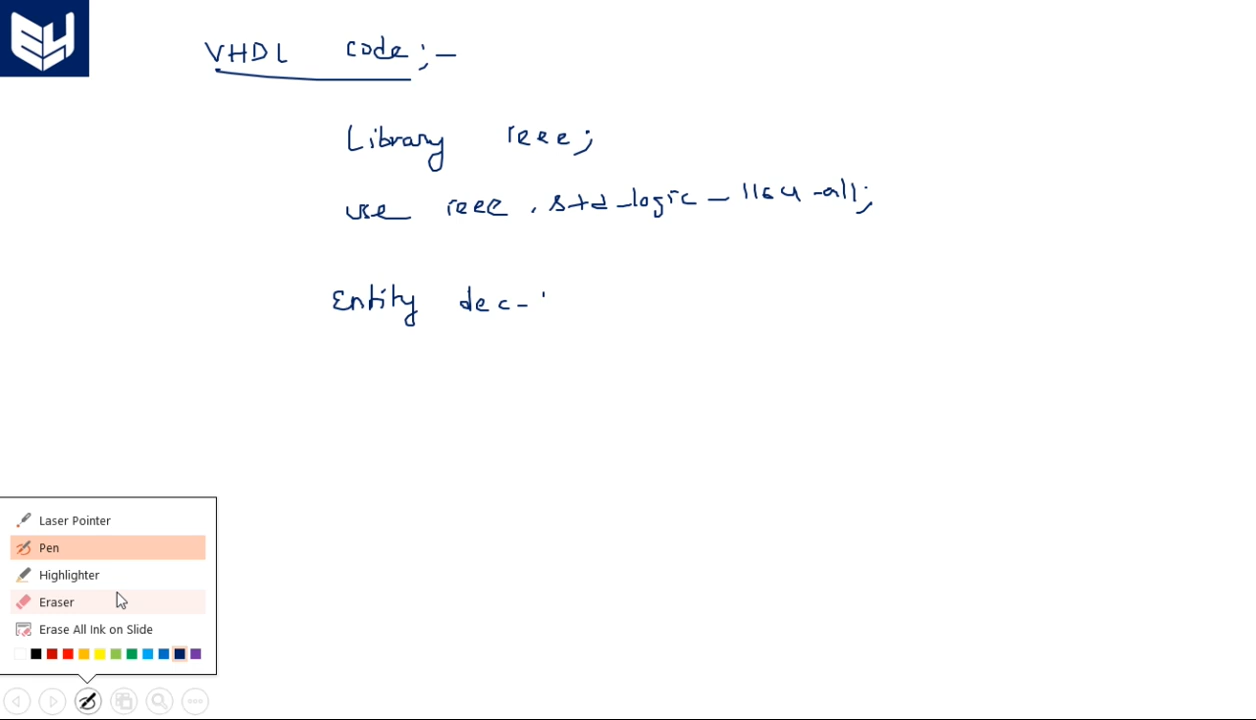 VHDL code :-
Library ieee;
use ieee . std_logic_1164 .all;
Entity dec-
Laser Pointer
Pen
Highlighter
Eraser
Erase All Ink on Slide